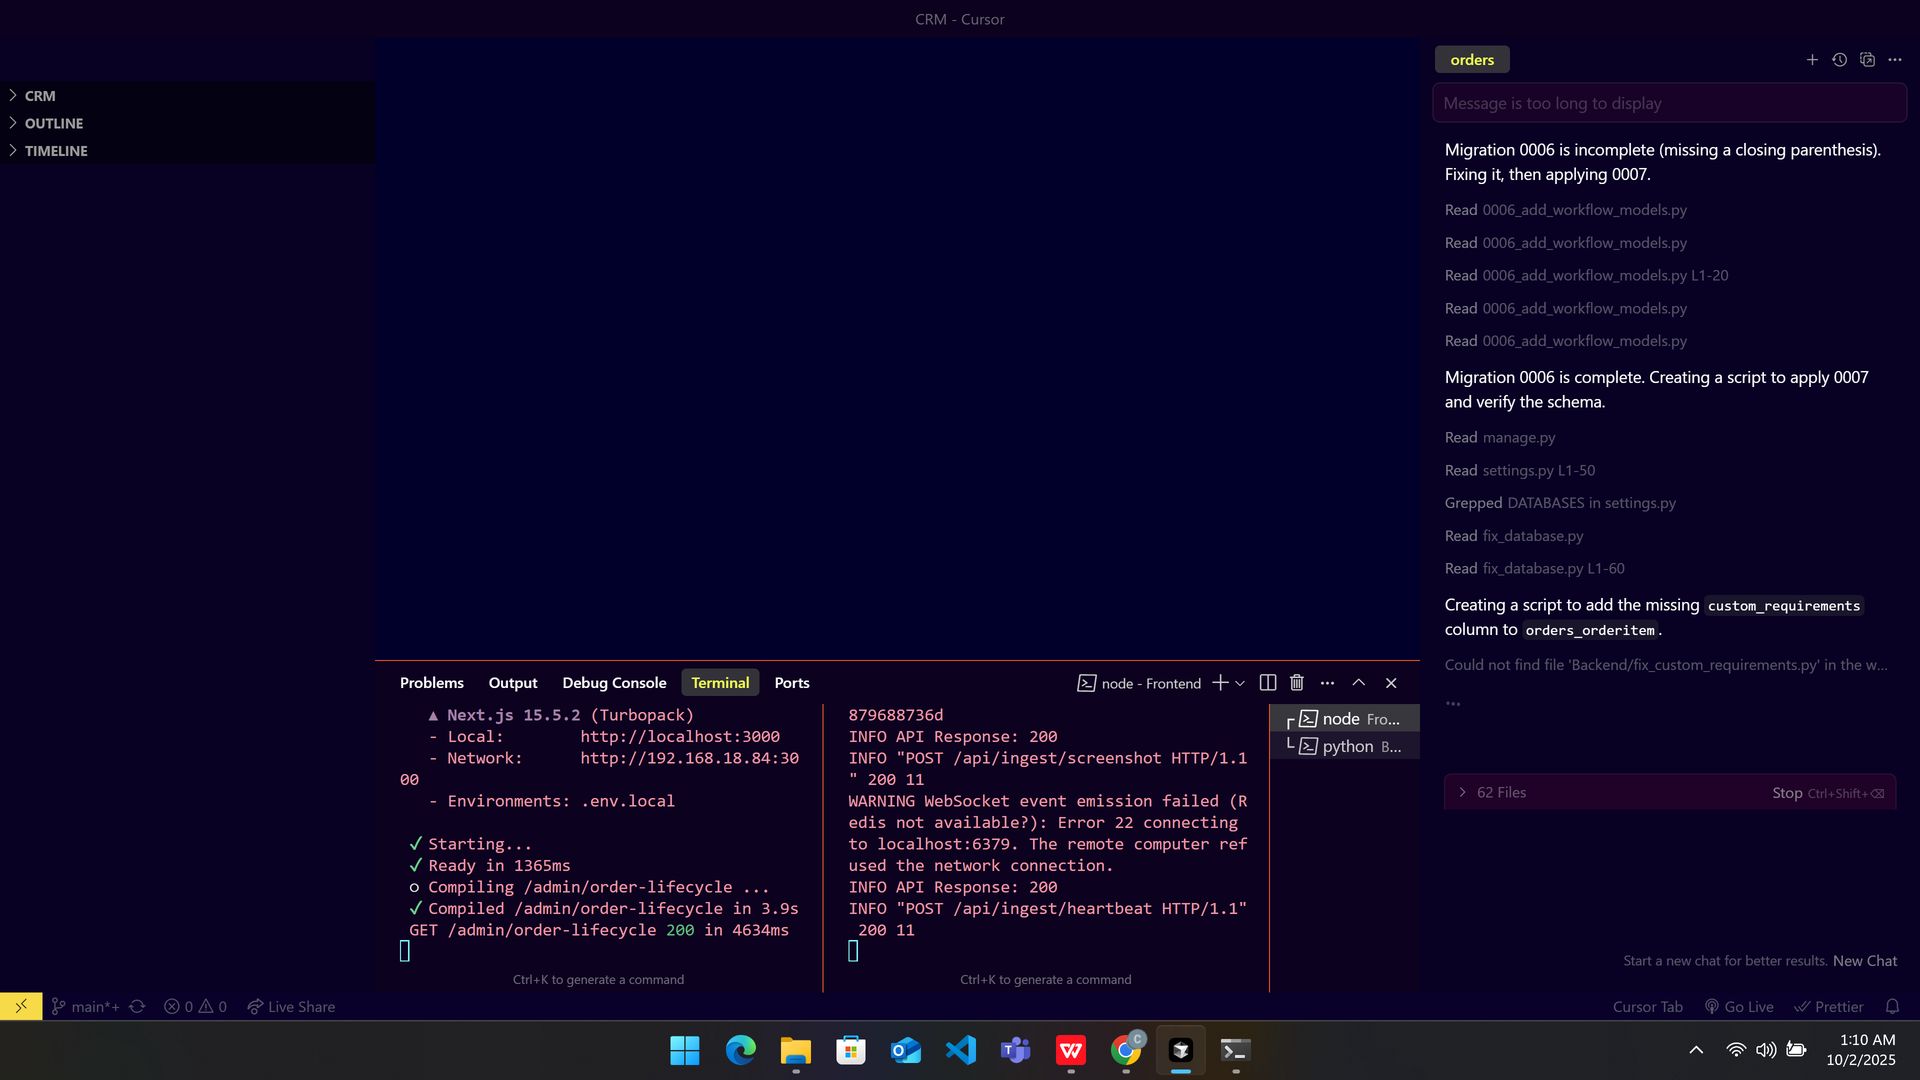 CRM - Cursor
CRM
OUTLINE
TIMELINE
Problems
Output
Debug Console
Terminal
Ports
node - Frontend
▲ Next.js 15.5.2 (Turbopack)
- Local: http://localhost:3000
- Network: http://192.168.18.84:30
00
- Environments: .env.local
✓ Starting...
✓ Ready in 1365ms
○ Compiling /admin/order-lifecycle ...
✓ Compiled /admin/order-lifecycle in 3.9s
GET /admin/order-lifecycle 200 in 4634ms
Ctrl+K to generate a command
879688736d
INFO API Response: 200
INFO "POST /api/ingest/screenshot HTTP/1.1
" 200 11
WARNING WebSocket event emission failed (R
edis not available?): Error 22 connecting
to localhost:6379. The remote computer ref
used the network connection.
INFO API Response: 200
INFO "POST /api/ingest/heartbeat HTTP/1.1"
200 11
Ctrl+K to generate a command
node Fro...
python B...
orders
Message is too long to display
Migration 0006 is incomplete (missing a closing parenthesis).
Fixing it, then applying 0007.
Read 0006_add_workflow_models.py
Read 0006_add_workflow_models.py
Read 0006_add_workflow_models.py L1-20
Read 0006_add_workflow_models.py
Read 0006_add_workflow_models.py
Migration 0006 is complete. Creating a script to apply 0007
and verify the schema.
Read manage.py
Read settings.py L1-50
Grepped DATABASES in settings.py
Read fix_database.py
Read fix_database.py L1-60
Creating a script to add the missing custom_requirements
column to orders_orderitem.
Could not find file 'Backend/fix_custom_requirements.py' in the w...
62 Files
Stop Ctrl+Shift+⌫
Start a new chat for better results. New Chat
main*+
0
0
Live Share
Cursor Tab
Go Live
Prettier
1:10 AM
10/2/2025